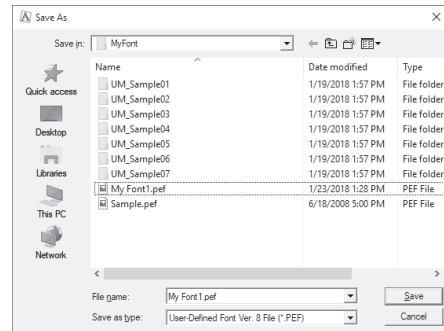 Save As
Save in: MyFont
Name Date modified Type
Quick access
Desktop
Libraries
This PC
Network
UM_Sample01 1/19/2018 1:57 PM File folder
UM_Sample02 1/19/2018 1:57 PM File folder
UM_Sample03 1/19/2018 1:57 PM File folder
UM_Sample04 1/19/2018 1:57 PM File folder
UM_Sample05 1/19/2018 1:57 PM File folder
UM_Sample06 1/19/2018 1:57 PM File folder
UM_Sample07 1/19/2018 1:57 PM File folder
My Font1.pef 1/23/2018 1:28 PM PEF File
Sample.pef 6/18/2008 5:00 PM PEF File
File name: My Font1.pef Save
Save as type: User-Defined Font Ver. 8 File (*.PEF) Cancel